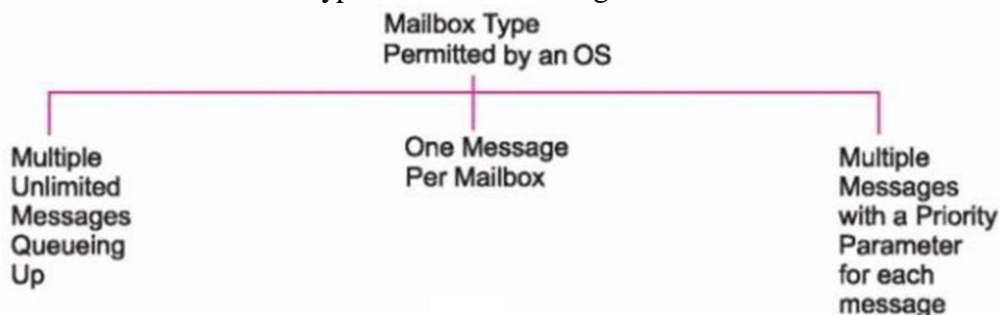 Mailbox Type
Permitted by an OS
Multiple
Unlimited
Messages
Queueing
Up
One Message
Per Mailbox
Multiple
Messages
with a Priority
Parameter
for each
message